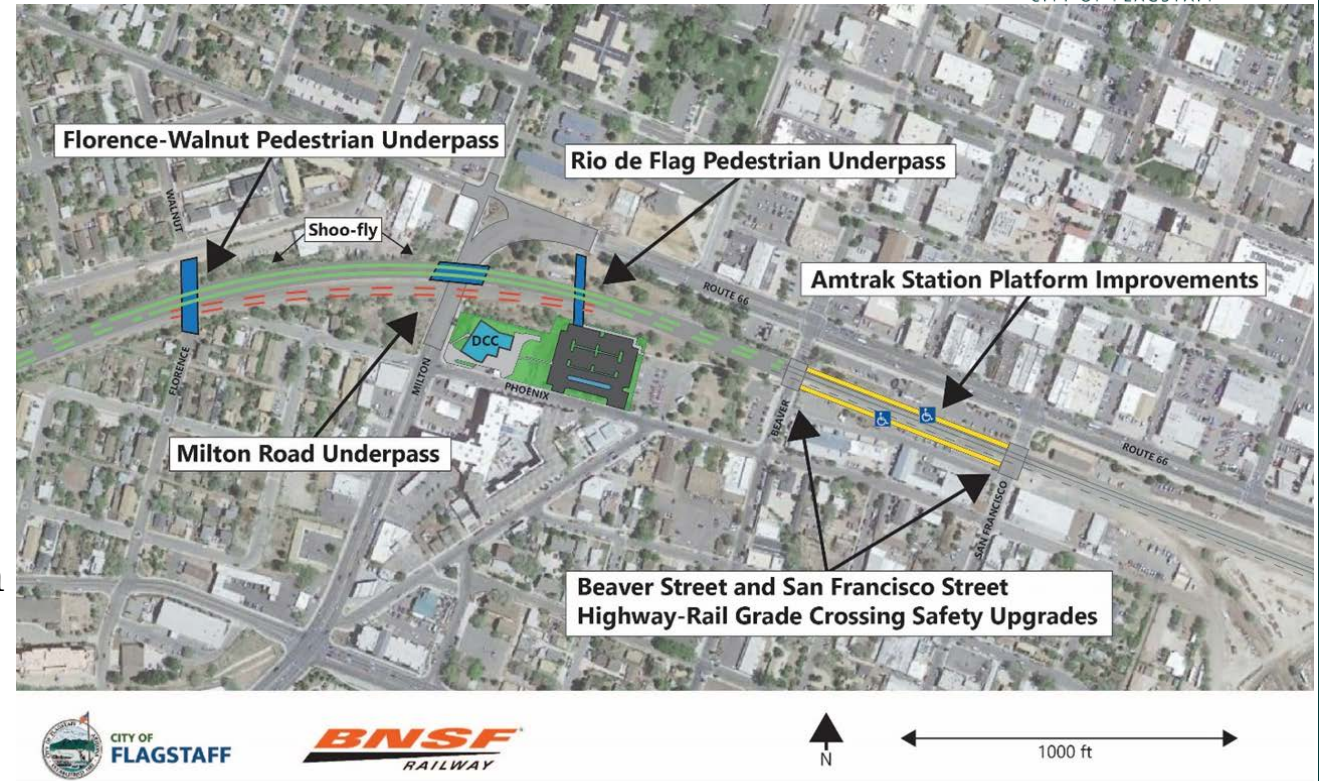 Florence-Walnut Pedestrian Underpass
Rio de Flag Pedestrian Underpass
WALNUT
Shoo-fly
Amtrak Station Platform Improvements
ROUTE 66
DCC
FLORENCE
MILTON
PHOENIX
BEAVER
ROUTE 66
Milton Road Underpass
SAN FRANCISCO
Beaver Street and San Francisco Street
Highway-Rail Grade Crossing Safety Upgrades
CITY OF
FLAGSTAFF
BNSF
RAILWAY
N
1000 ft